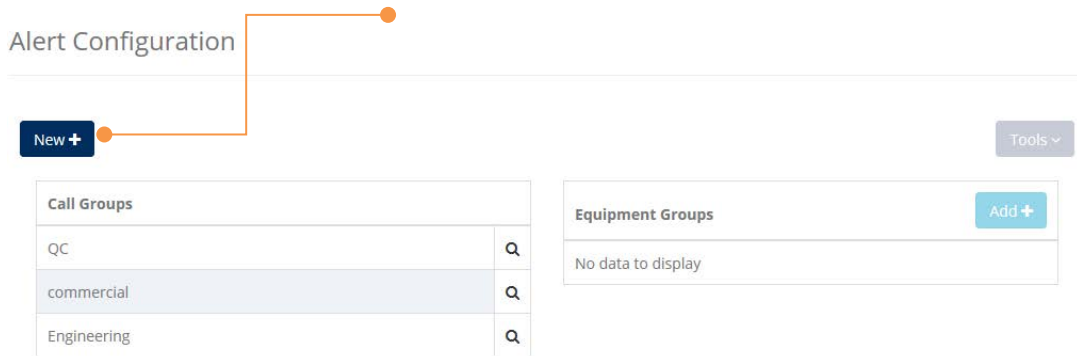 Alert Configuration
New +
Tools
Call Groups
QC
commercial
Engineering
Equipment Groups
Add +
No data to display